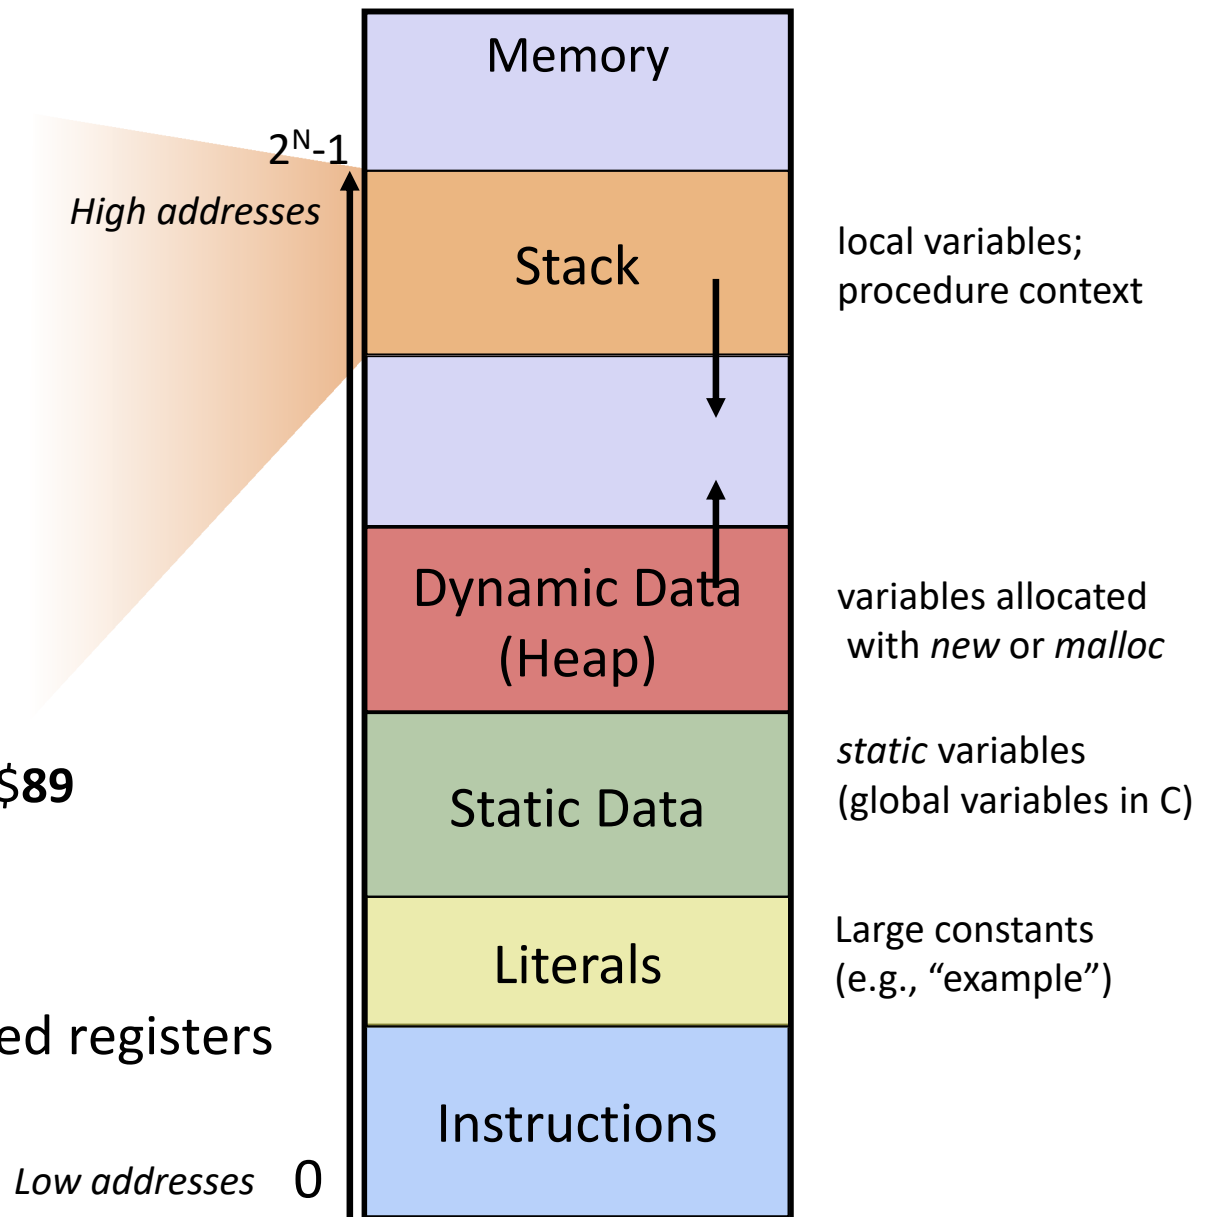 Memory
2ᴺ-1
High addresses
Stack
local variables;
procedure context
Dynamic Data
(Heap)
variables allocated
with new or malloc
$89
Static Data
static variables
(global variables in C)
Literals
Large constants
(e.g., “example”)
ed registers
Instructions
Low addresses 0